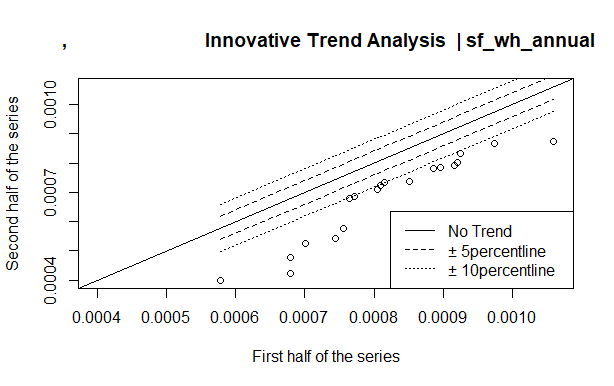 , Innovative Trend Analysis | sf_wh_annual
Second half of the series
0.0010
0.0007
0.0004
No Trend
± 5percentline
± 10percentline
0.0004 0.0005 0.0006 0.0007 0.0008 0.0009 0.0010
First half of the series